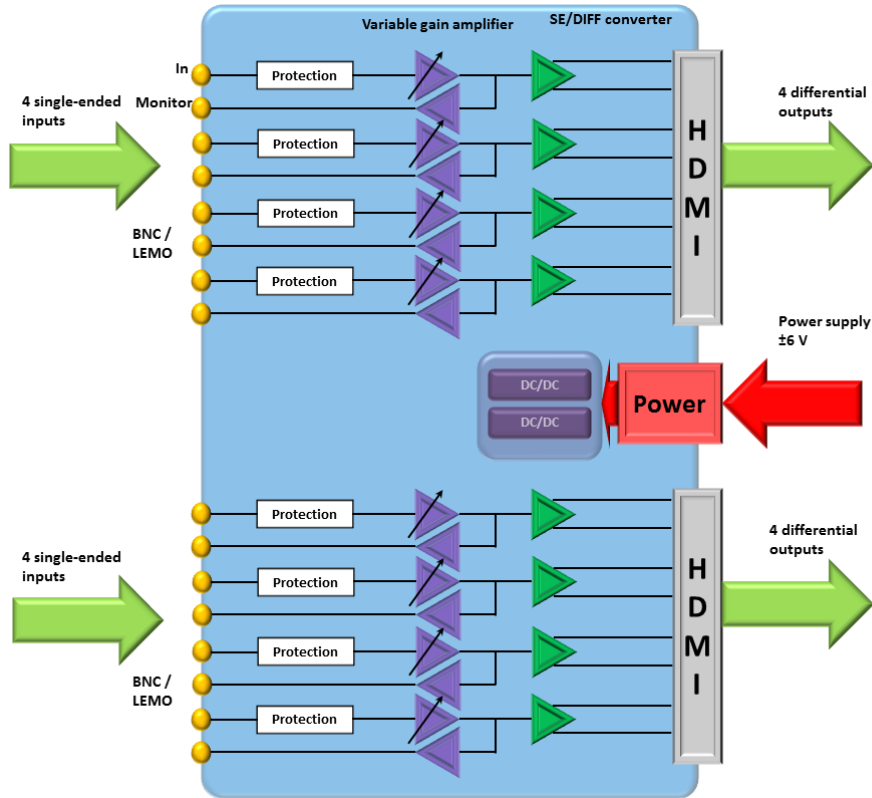 Variable gain amplifier
SE/DIFF converter
In
Protection
Monitor
4 single-ended
inputs
Protection
Protection
BNC /
LEMO
Protection
H
D
M
I
4 differential
outputs
Power supply
±6 V
DC/DC
DC/DC
Power
Protection
4 single-ended
inputs
Protection
Protection
BNC /
LEMO
Protection
H
D
M
I
4 differential
outputs